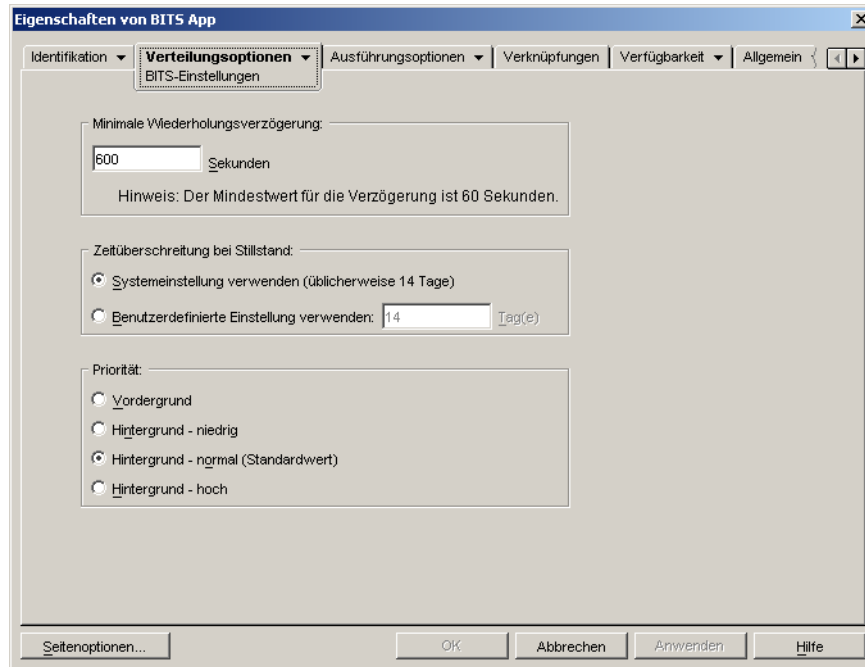 Eigenschaften von BITS App
Identifikation Verteilungsoptionen Ausführungsoptionen Verknüpfungen Verfügbarkeit Allgemein
BITS-Einstellungen
Minimale Wiederholungsverzögerung:
600 Sekunden
Hinweis: Der Mindestwert für die Verzögerung ist 60 Sekunden.
Zeitüberschreitung bei Stillstand:
Systemeinstellung verwenden (üblicherweise 14 Tage)
Benutzerdefinierte Einstellung verwenden: 14 Tag(e)
Priorität:
Vordergrund
Hintergrund - niedrig
Hintergrund - normal (Standardwert)
Hintergrund - hoch
Seitenoptionen... OK Abbrechen Anwenden Hilfe